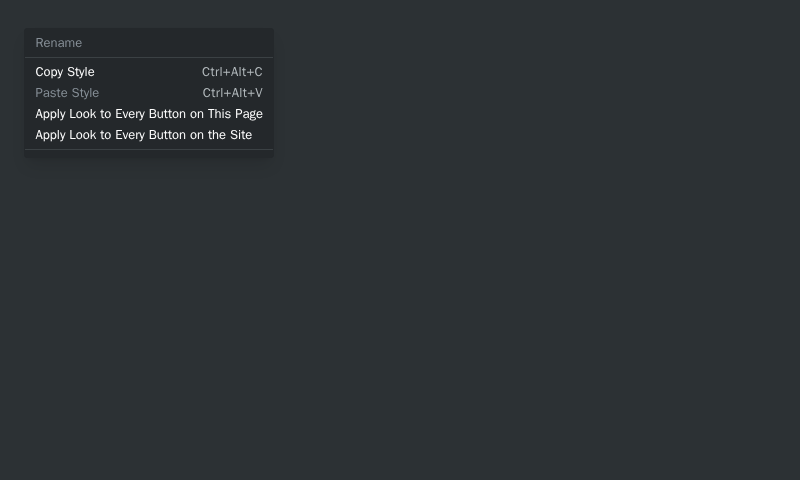 Rename
Copy Style Ctrl+Alt+C
Paste Style Ctrl+Alt+V
Apply Look to Every Button on This Page
Apply Look to Every Button on the Site